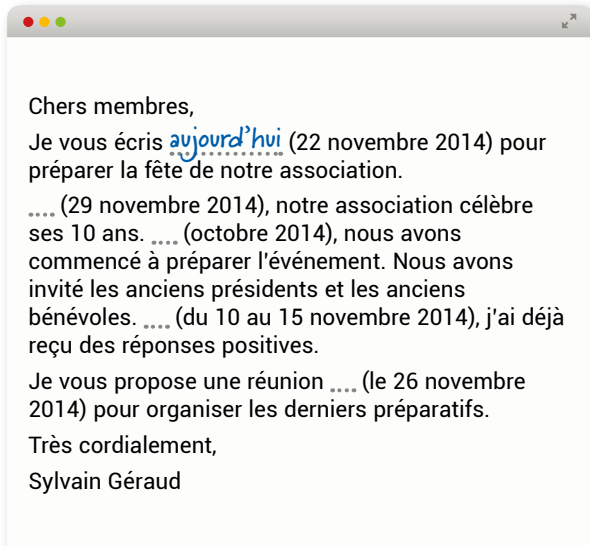 Chers membres,
Je vous écris aujourd'hui (22 novembre 2014) pour
préparer la fête de notre association.
.... (29 novembre 2014), notre association célèbre
ses 10 ans. .... (octobre 2014), nous avons
commencé à préparer l'événement. Nous avons
invité les anciens présidents et les anciens
bénévoles. .... (du 10 au 15 novembre 2014), j'ai déjà
reçu des réponses positives.
Je vous propose une réunion .... (le 26 novembre
2014) pour organiser les derniers préparatifs.
Très cordialement,
Sylvain Géraud